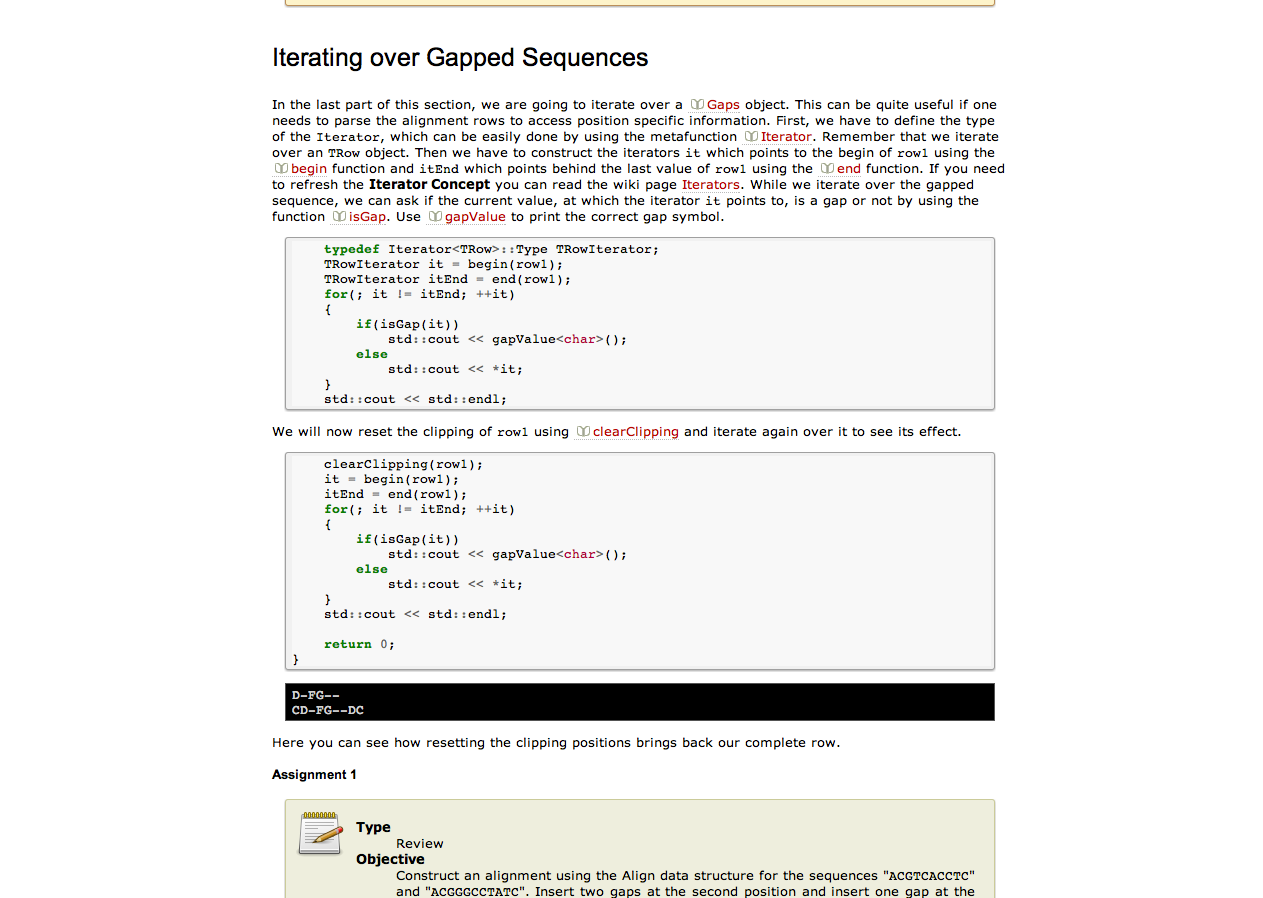 Iterating over Gapped Sequences
In the last part of this section, we are going to iterate over a Gaps object. This can be quite useful if one
needs to parse the alignment rows to access position specific information. First, we have to define the type
of the Iterator, which can be easily done by using the metafunction Iterator. Remember that we iterate
over an TRow object. Then we have to construct the iterators it which points to the begin of row1 using the
begin function and itEnd which points behind the last value of row1 using the end function. If you need
to refresh the Iterator Concept you can read the wiki page Iterators. While we iterate over the gapped
sequence, we can ask if the current value, at which the iterator it points to, is a gap or not by using the
function isGap. Use gapValue to print the correct gap symbol.
    typedef Iterator<TRow>::Type TRowIterator;
    TRowIterator it = begin(row1);
    TRowIterator itEnd = end(row1);
    for(; it != itEnd; ++it)
    {
        if(isGap(it))
            std::cout << gapValue<char>();
        else
            std::cout << *it;
    }
    std::cout << std::endl;
We will now reset the clipping of row1 using clearClipping and iterate again over it to see its effect.
    clearClipping(row1);
    it = begin(row1);
    itEnd = end(row1);
    for(; it != itEnd; ++it)
    {
        if(isGap(it))
            std::cout << gapValue<char>();
        else
            std::cout << *it;
    }
    std::cout << std::endl;
    return 0;
}
D-FG--
CD-FG--DC
Here you can see how resetting the clipping positions brings back our complete row.
Assignment 1
Type
Review
Objective
Construct an alignment using the Align data structure for the sequences "ACGTCACCTC"
and "ACGGGCCTATC". Insert two gaps at the second position and insert one gap at the